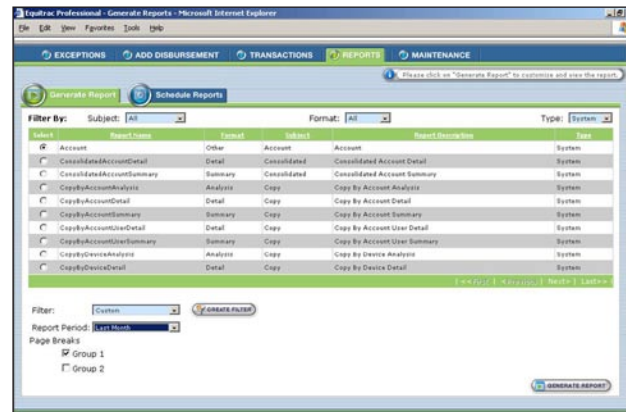 Equitrac Professional - Generate Reports - Microsoft Internet Explorer
File Edit View Favorites Tools Help
EXCEPTIONS ADD DISBURSEMENT TRANSACTIONS REPORTS MAINTENANCE
Please click on "Generate Report" to customize and view the report.
Generate Report Schedule Reports
Filter By: Subject: All Format: All Type: System
Select Report Name Format Subject Report Description Type
Account Other Account Account System
ConsolidatedAccountDetail Detail Consolidated Consolidated Account Detail System
ConsolidatedAccountSummary Summary Consolidated Consolidated Account Summary System
CopyByAccountAnalysis Analysis Copy Copy By Account Analysis System
CopyByAccountDetail Detail Copy Copy By Account Detail System
CopyByAccountSummary Summary Copy Copy By Account Summary System
CopyByAccountUserDetail Detail Copy Copy By Account User Detail System
CopyByAccountUserSummary Summary Copy Copy By Account User Summary System
CopyByDeviceAnalysis Analysis Copy Copy By Device Analysis System
CopyByDeviceDetail Detail Copy Copy By Device Detail System
| <<First | <Previous | Next> | Last>> |
Filter: Custom CREATE FILTER
Report Period: Last Month
Page Breaks
Group 1
Group 2
GENERATE REPORT